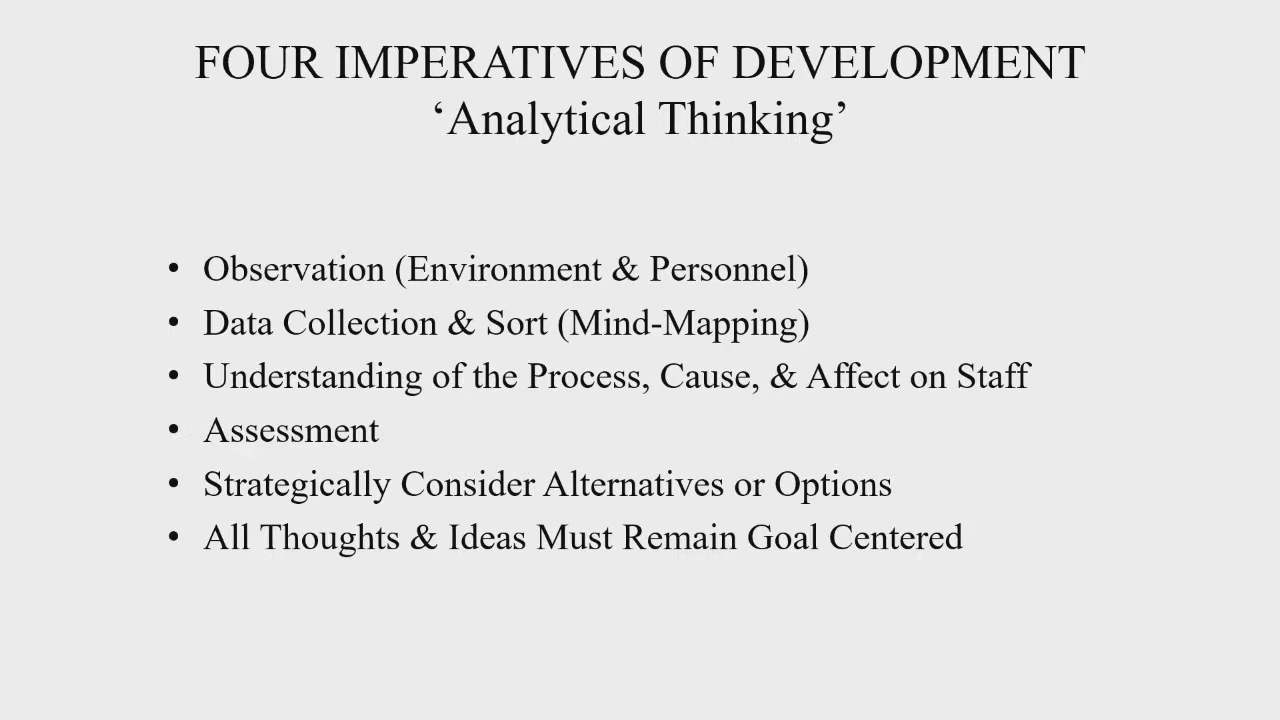 FOUR IMPERATIVES OF DEVELOPMENT
‘Analytical Thinking’
• Observation (Environment & Personnel)
• Data Collection & Sort (Mind-Mapping)
• Understanding of the Process, Cause, & Affect on Staff
• Assessment
• Strategically Consider Alternatives or Options
• All Thoughts & Ideas Must Remain Goal Centered